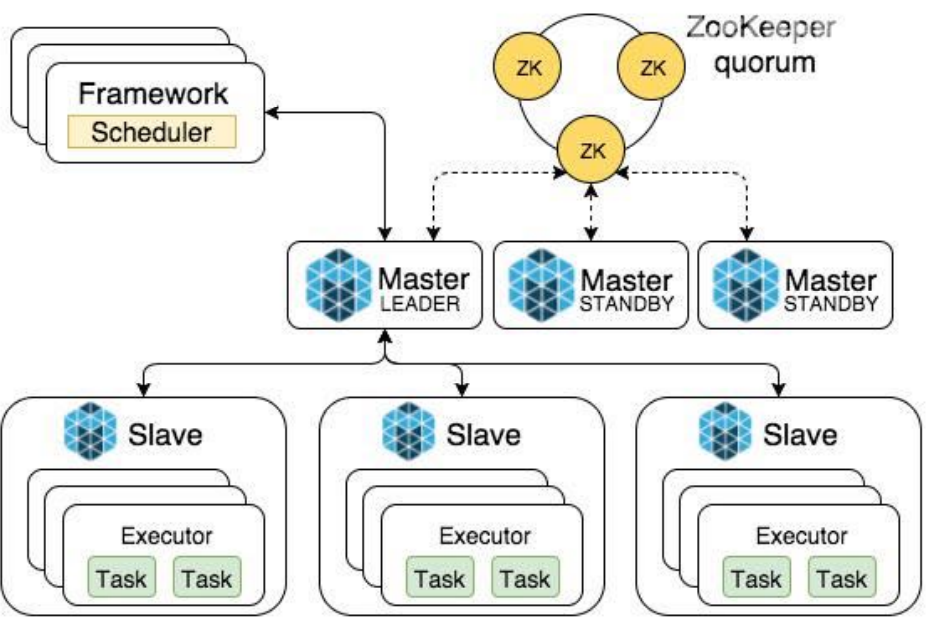 ZooKeeper
quorum
ZK
ZK
ZK
Framework
Scheduler
Master
LEADER
Master
STANDBY
Master
STANDBY
Slave
Executor
Task Task
Slave
Executor
Task Task
Slave
Executor
Task Task